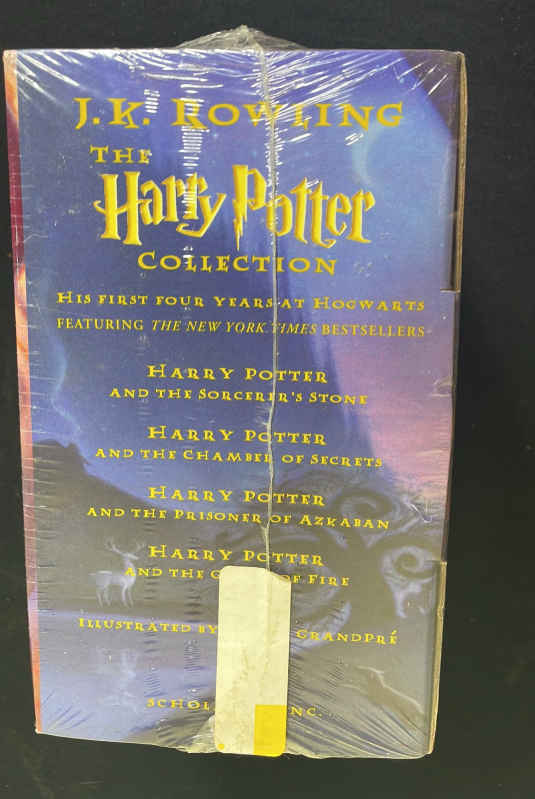 J.K. ROWLING
THE
Harry Potter
COLLECTION
HIS FIRST FOUR YEARS AT HOGWARTS
FEATURING THE NEW YORK TIMES BESTSELLERS
HARRY POTTER
AND THE SORCERER'S STONE
HARRY POTTER
AND THE CHAMBER OF SECRETS
HARRY POTTER
AND THE PRISONER OF AZKABAN
HARRY POTTER
AND THE OF FIRE
ILLUSTRATED BY GRANDPRÉ